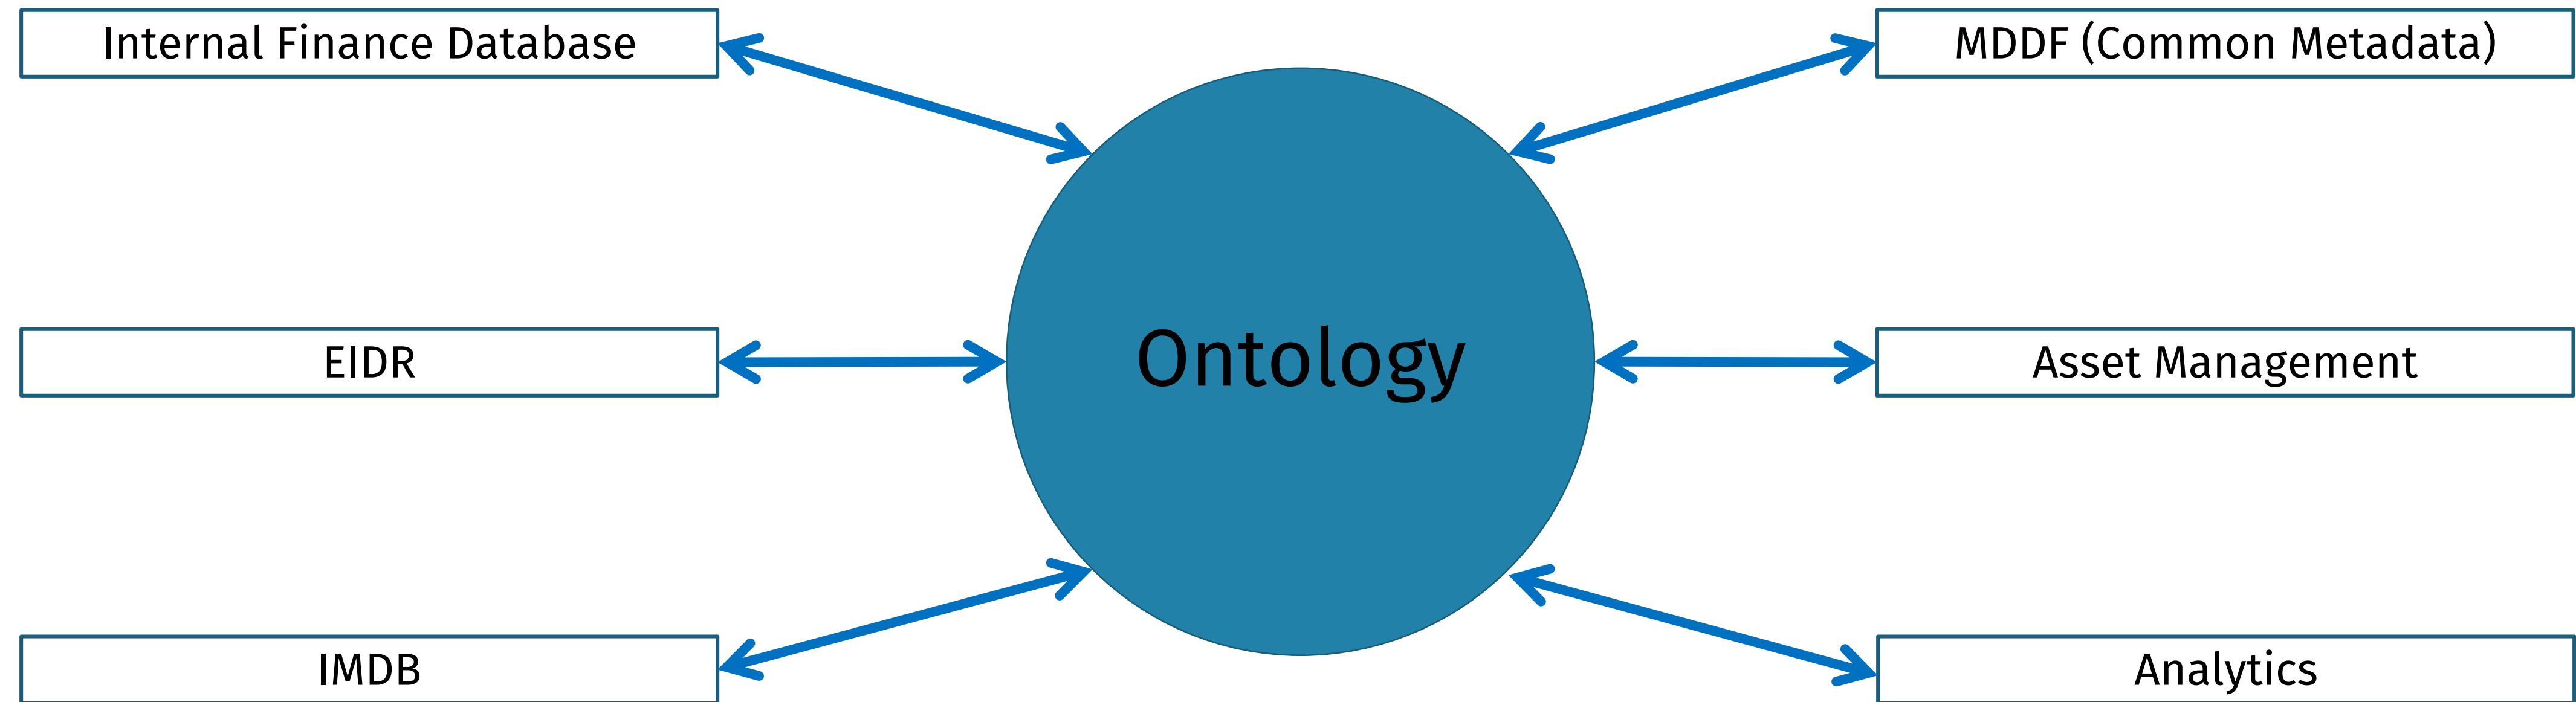 Internal Finance Database
MDDF (Common Metadata)
EIDR
Ontology
Asset Management
IMDB
Analytics